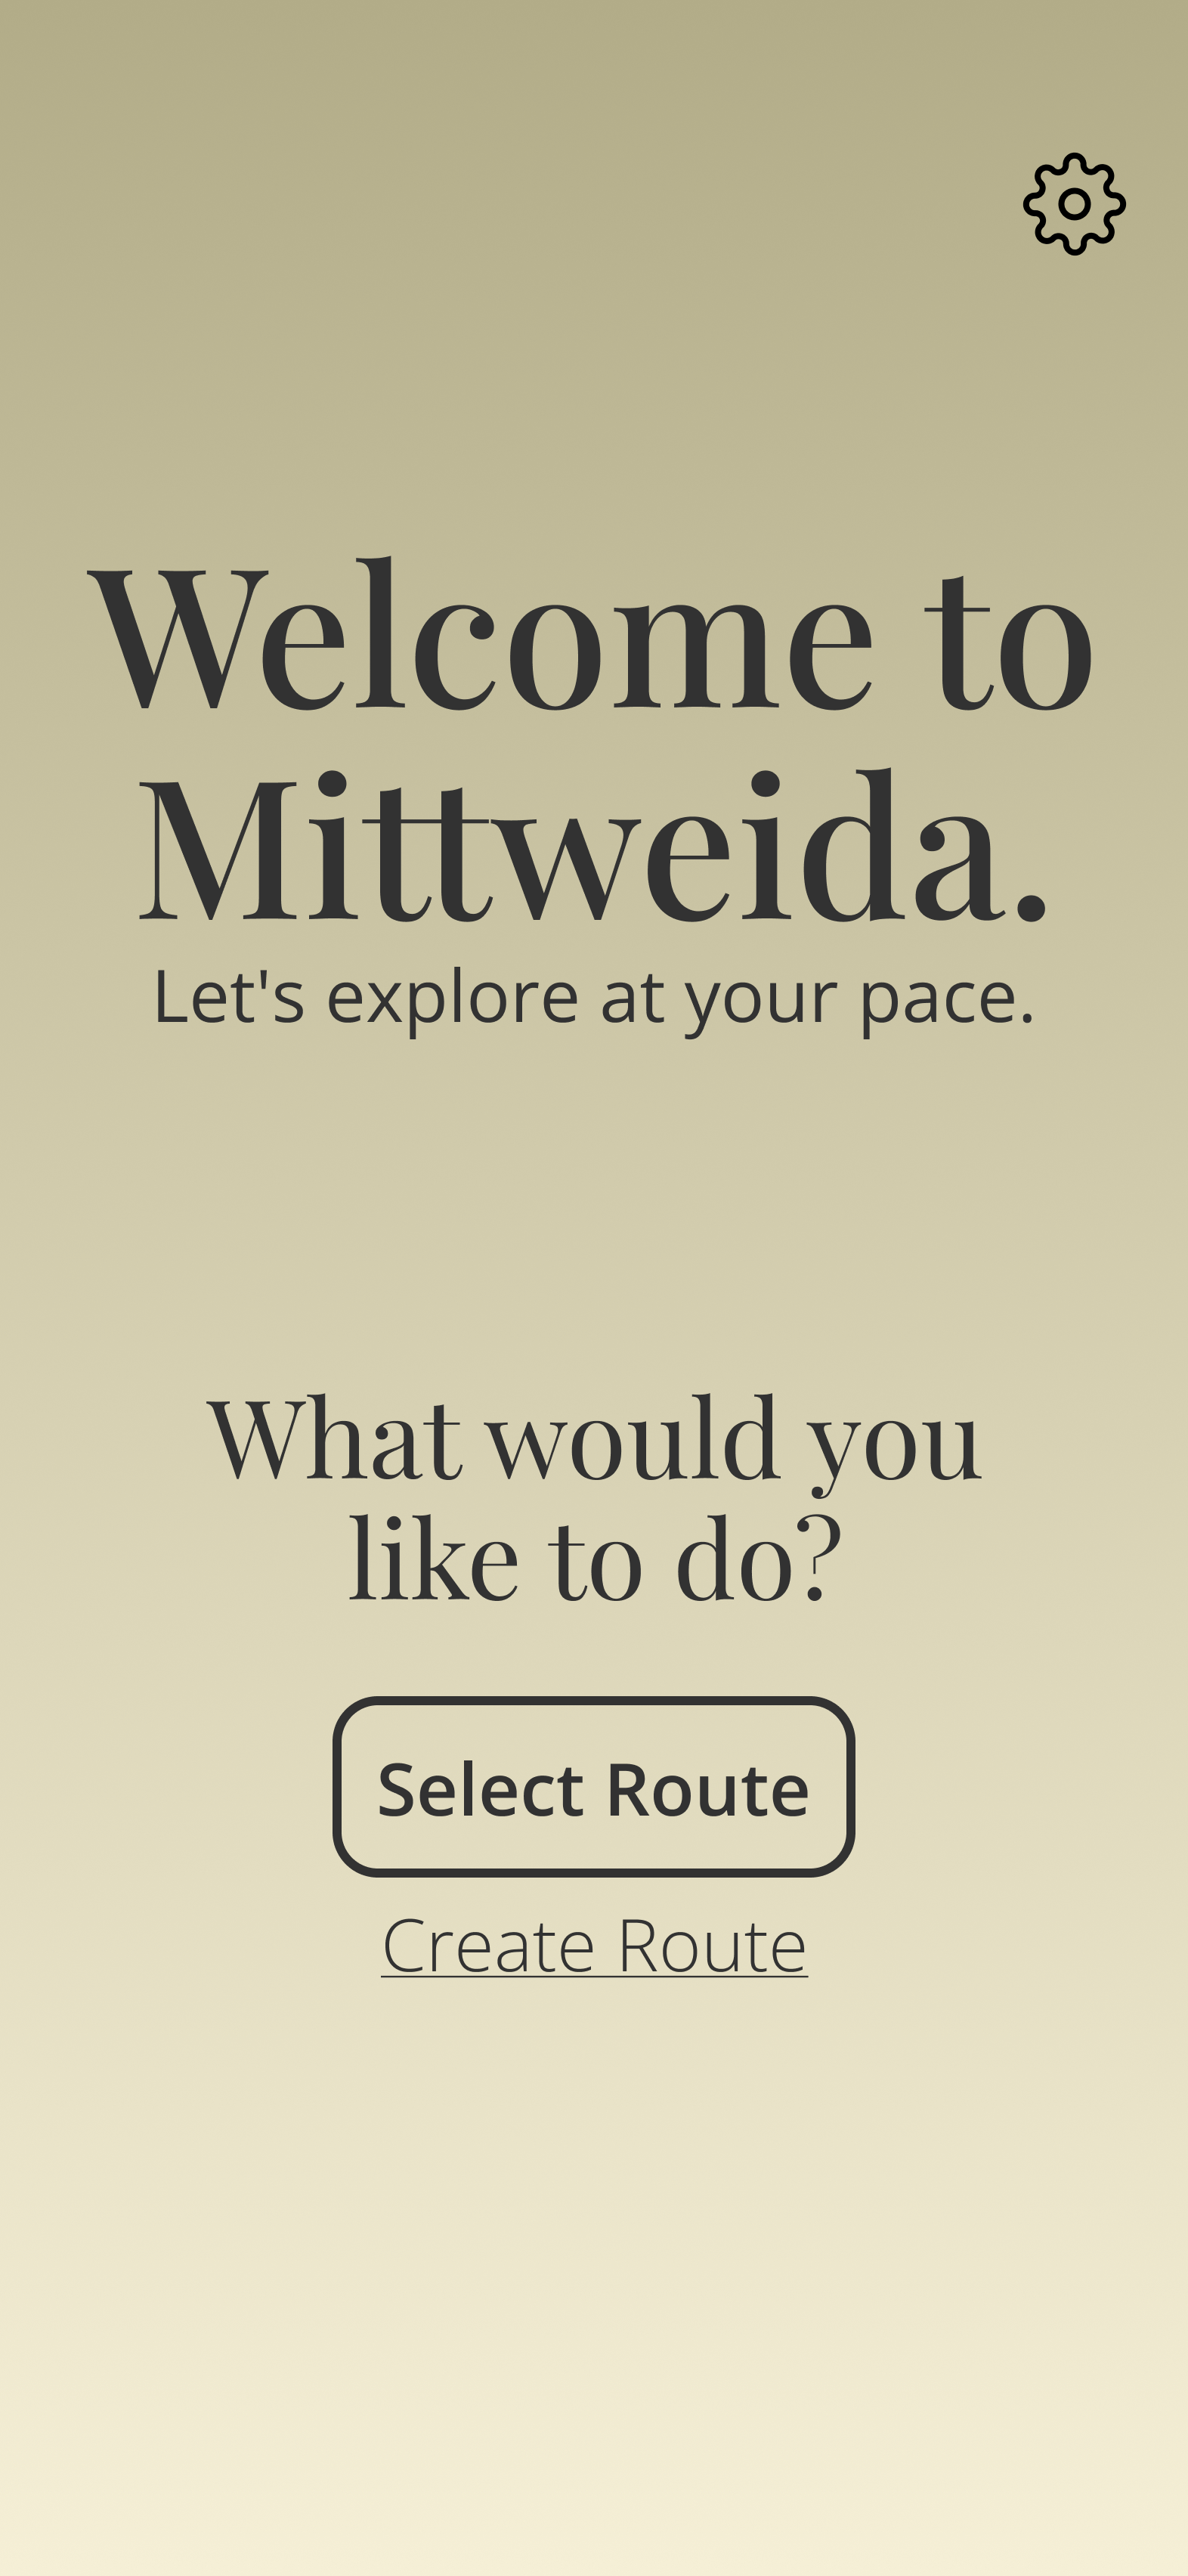 Welcome to
Mittweida.
Let's explore at your pace.
What would you
like to do?
Select Route
Create Route